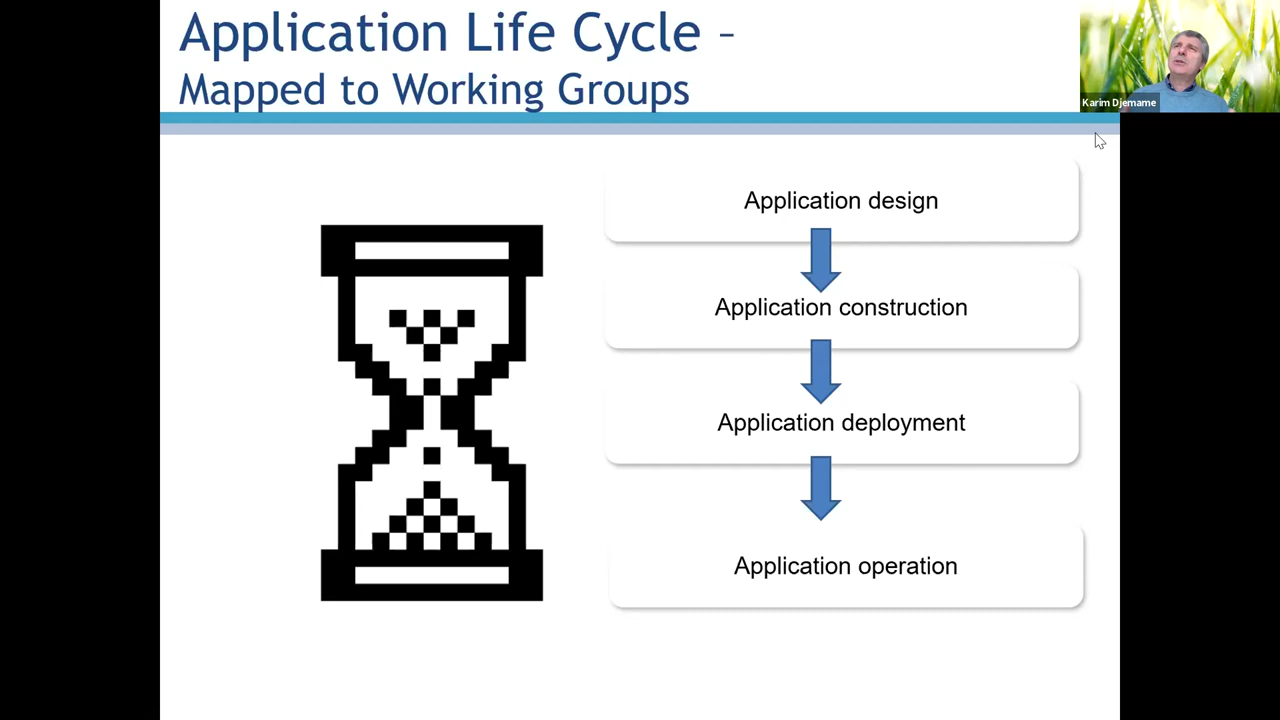 Application Life Cycle –
Mapped to Working Groups
Karim Djemame
Application design
Application construction
Application deployment
Application operation